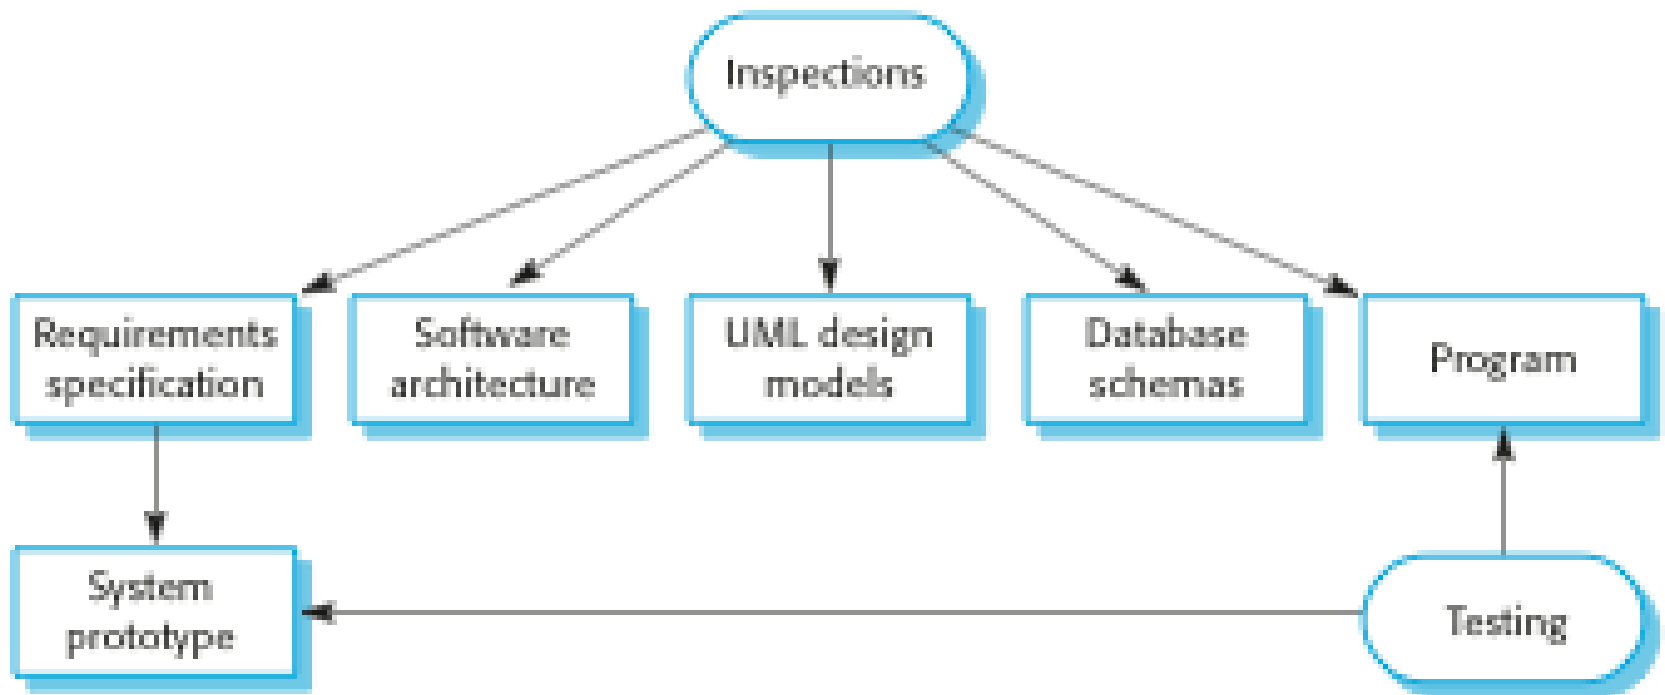 Inspections
Requirements
specification
Software
architecture
UML design
models
Database
schemas
Program
System
prototype
Testing